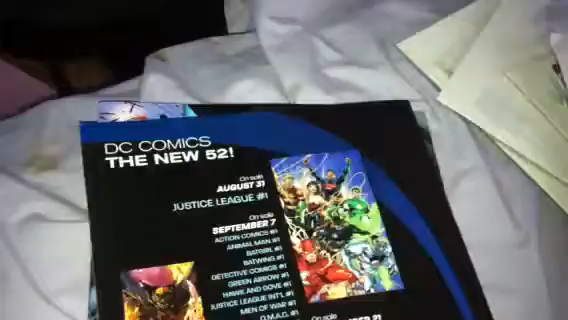 DC COMICS
THE NEW 52!
On sale
AUGUST 31
JUSTICE LEAGUE #1
On sale
SEPTEMBER 7
ACTION COMICS #1
ANIMAL MAN #1
BATGIRL #1
BATWING #1
DETECTIVE COMICS #1
GREEN ARROW #1
HAWK AND DOVE #1
JUSTICE LEAGUE INT'L #1
MEN OF WAR #1
O.M.A.C. #1
21